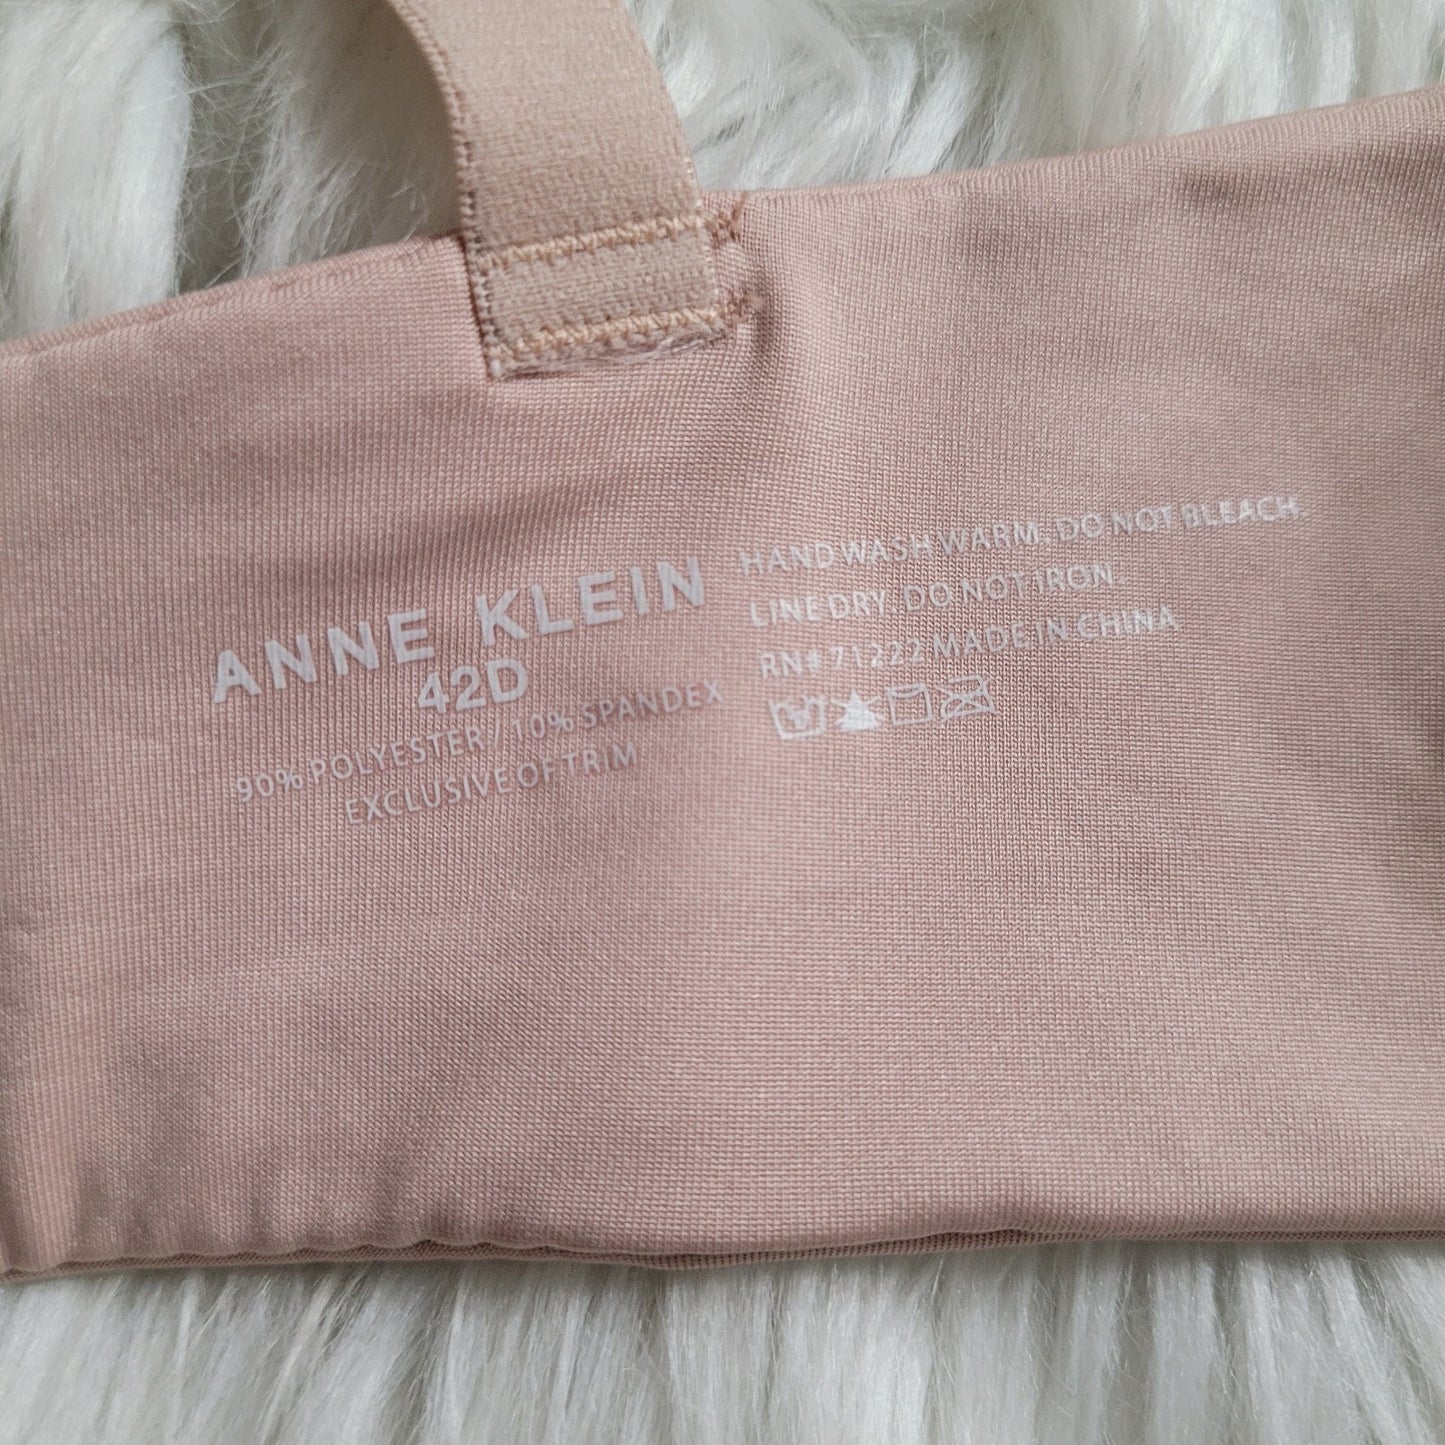 ANNE KLEIN
42D
90% POLYESTER / 10% SPANDEX
EXCLUSIVE OF TRIM
HAND WASH WARM. DO NOT BLEACH.
LINE DRY. DO NOT IRON.
RN# 71222 MADE IN CHINA